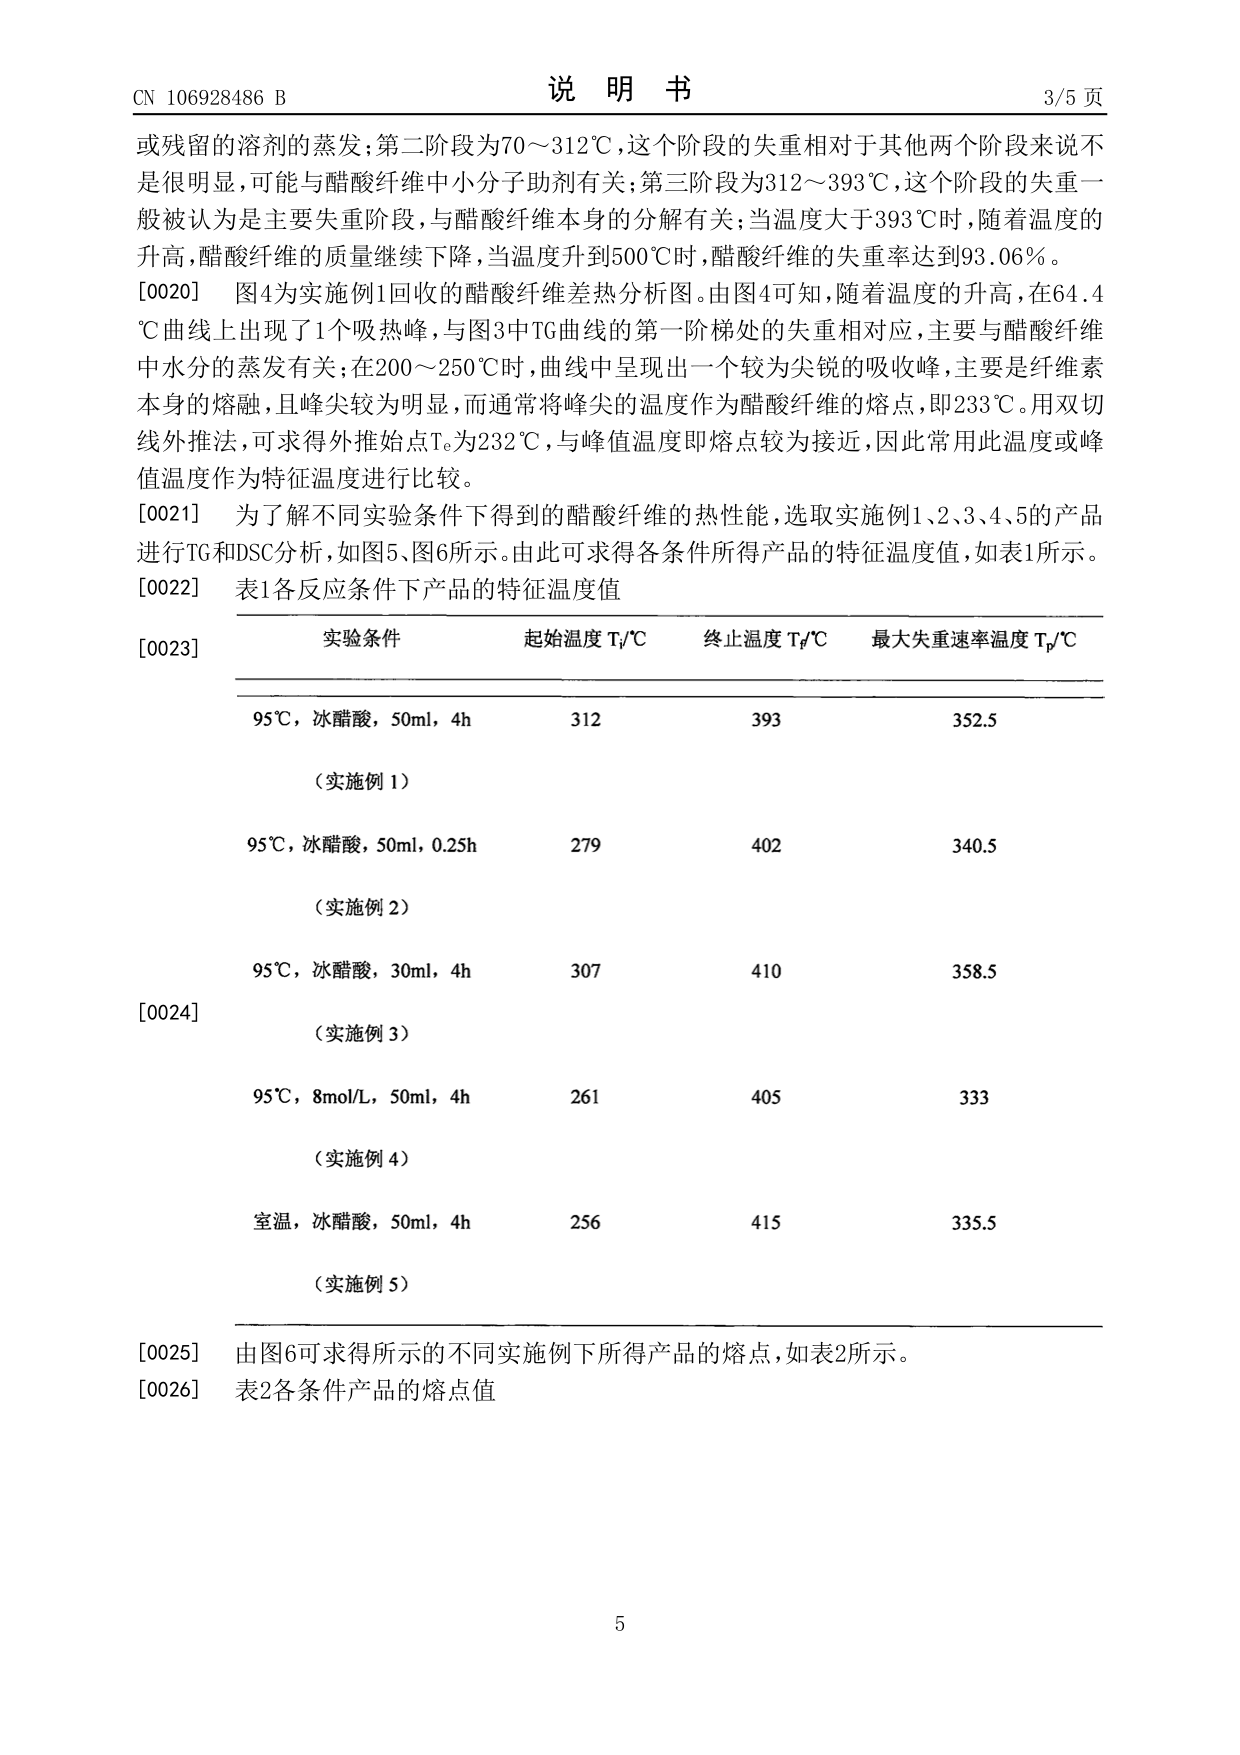 CN 106928486 B
说 明 书
3/5 页
或残留的溶剂的蒸发;第二阶段为70～312℃,这个阶段的失重相对于其他两个阶段来说不
是很明显,可能与醋酸纤维中小分子助剂有关;第三阶段为312～393℃,这个阶段的失重一
般被认为是主要失重阶段,与醋酸纤维本身的分解有关;当温度大于393℃时,随着温度的
升高,醋酸纤维的质量继续下降,当温度升到500℃时,醋酸纤维的失重率达到93.06%。
[0020] 图4为实施例1回收的醋酸纤维差热分析图。由图4可知,随着温度的升高,在64.4
℃曲线上出现了1个吸热峰,与图3中TG曲线的第一阶梯处的失重相对应,主要与醋酸纤维
中水分的蒸发有关;在200～250℃时,曲线中呈现出一个较为尖锐的吸收峰,主要是纤维素
本身的熔融,且峰尖较为明显,而通常将峰尖的温度作为醋酸纤维的熔点,即233℃。用双切
线外推法,可求得外推始点Te为232℃,与峰值温度即熔点较为接近,因此常用此温度或峰
值温度作为特征温度进行比较。
[0021] 为了解不同实验条件下得到的醋酸纤维的热性能,选取实施例1、2、3、4、5的产品
进行TG和DSC分析,如图5、图6所示。由此可求得各条件所得产品的特征温度值,如表1所示。
[0022] 表1各反应条件下产品的特征温度值
[0023] 实验条件 起始温度 Ti/℃ 终止温度 Tf/℃ 最大失重速率温度 Tp/℃
95℃，冰醋酸，50ml，4h 312 393 352.5
（实施例 1）
95℃，冰醋酸，50ml，0.25h 279 402 340.5
（实施例 2）
95℃，冰醋酸，30ml，4h 307 410 358.5
[0024]
（实施例 3）
95℃，8mol/L，50ml，4h 261 405 333
（实施例 4）
室温，冰醋酸，50ml，4h 256 415 335.5
（实施例 5）
[0025] 由图6可求得所示的不同实施例下所得产品的熔点,如表2所示。
[0026] 表2各条件产品的熔点值
5